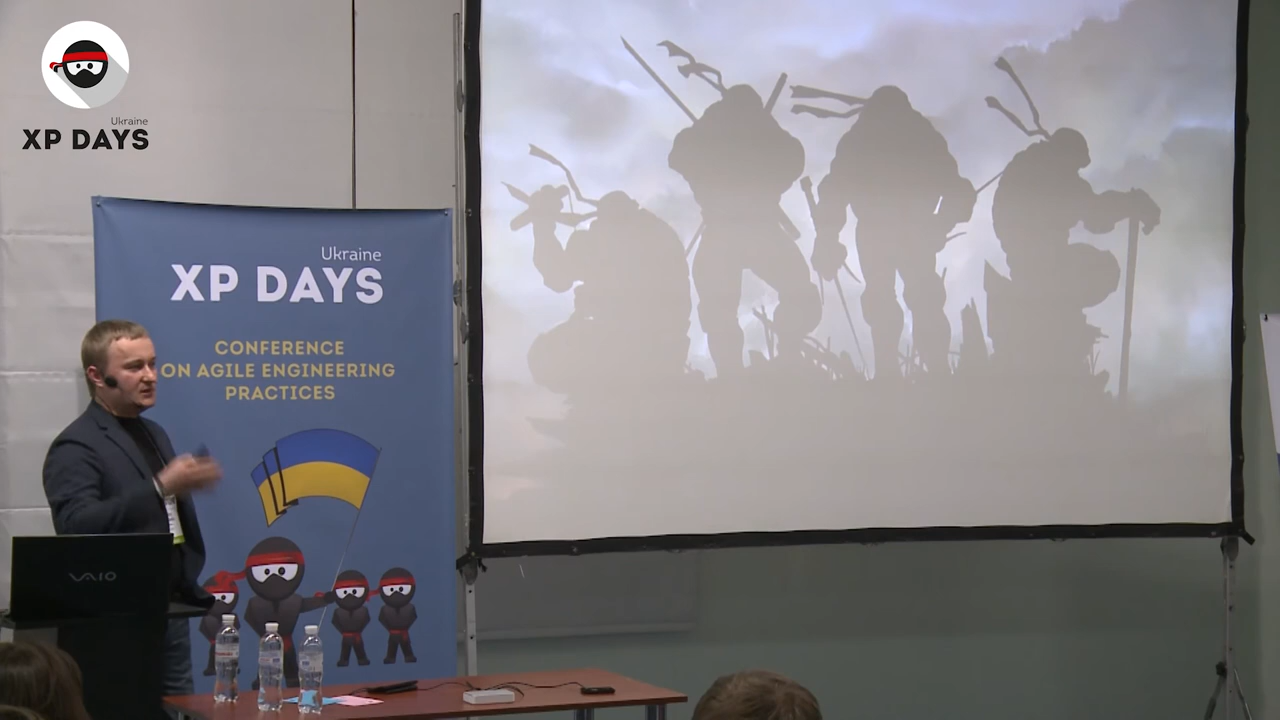 Ukraine
XP DAYS
Ukraine
XP DAYS
CONFERENCE
ON AGILE ENGINEERING
PRACTICES
VAIO